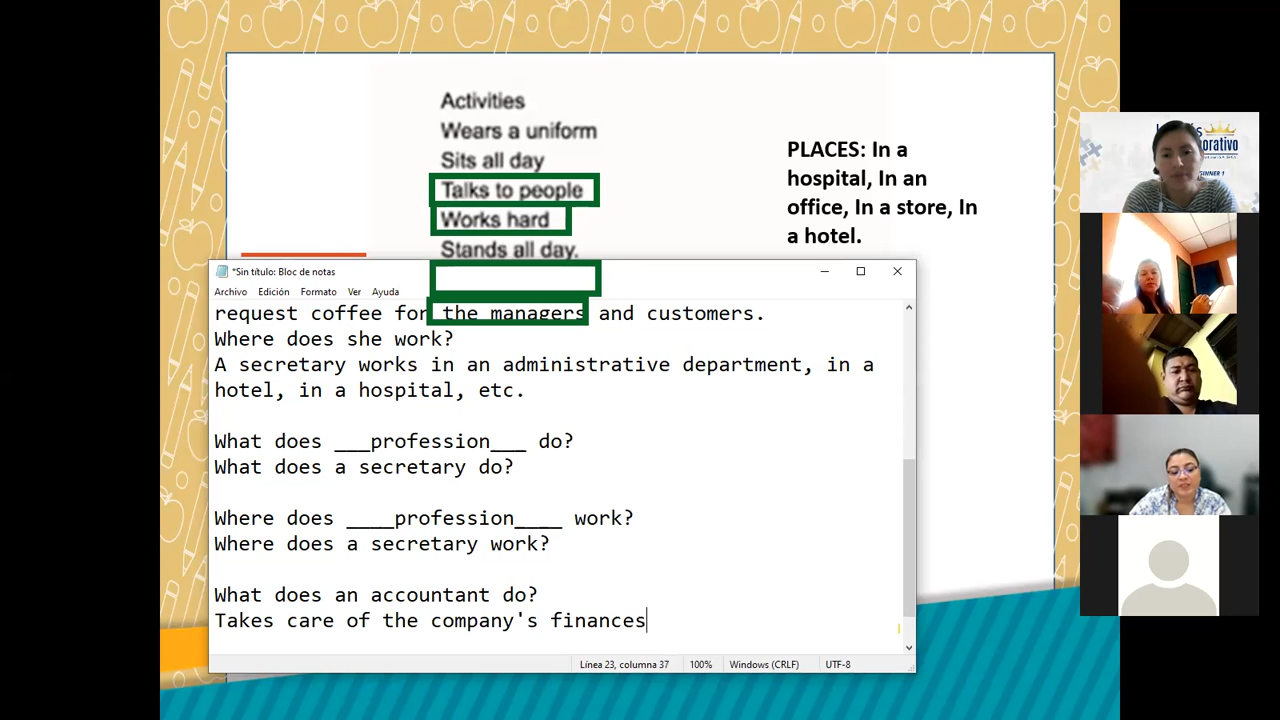 Activities
Wears a uniform
Sits all day
Talks to people
Works hard
Stands all day.
PLACES: In a
hospital, In an
office, In a store, In
a hotel.
*Sin título: Bloc de notas
Archivo Edición Formato Ver Ayuda
request coffee for the managers and customers.
Where does she work?
A secretary works in an administrative department, in a
hotel, in a hospital, etc.
What does ___profession___ do?
What does a secretary do?
Where does ____profession____ work?
Where does a secretary work?
What does an accountant do?
Takes care of the company's finances
Línea 23, columna 37 100% Windows (CRLF) UTF-8